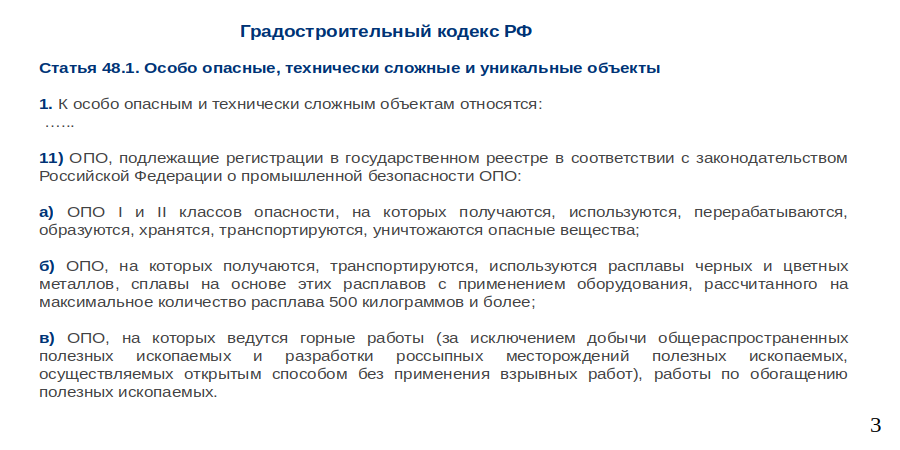 Градостроительный кодекс РФ
Статья 48.1. Особо опасные, технически сложные и уникальные объекты
1. К особо опасным и технически сложным объектам относятся:
......
11) ОПО, подлежащие регистрации в государственном реестре в соответствии с законодательством
Российской Федерации о промышленной безопасности ОПО:
а) ОПО I и II классов опасности, на которых получаются, используются, перерабатываются,
образуются, хранятся, транспортируются, уничтожаются опасные вещества;
б) ОПО, на которых получаются, транспортируются, используются расплавы черных и цветных
металлов, сплавы на основе этих расплавов с применением оборудования, рассчитанного на
максимальное количество расплава 500 килограммов и более;
в) ОПО, на которых ведутся горные работы (за исключением добычи общераспространенных
полезных ископаемых и разработки россыпных месторождений полезных ископаемых,
осуществляемых открытым способом без применения взрывных работ), работы по обогащению
полезных ископаемых.
3